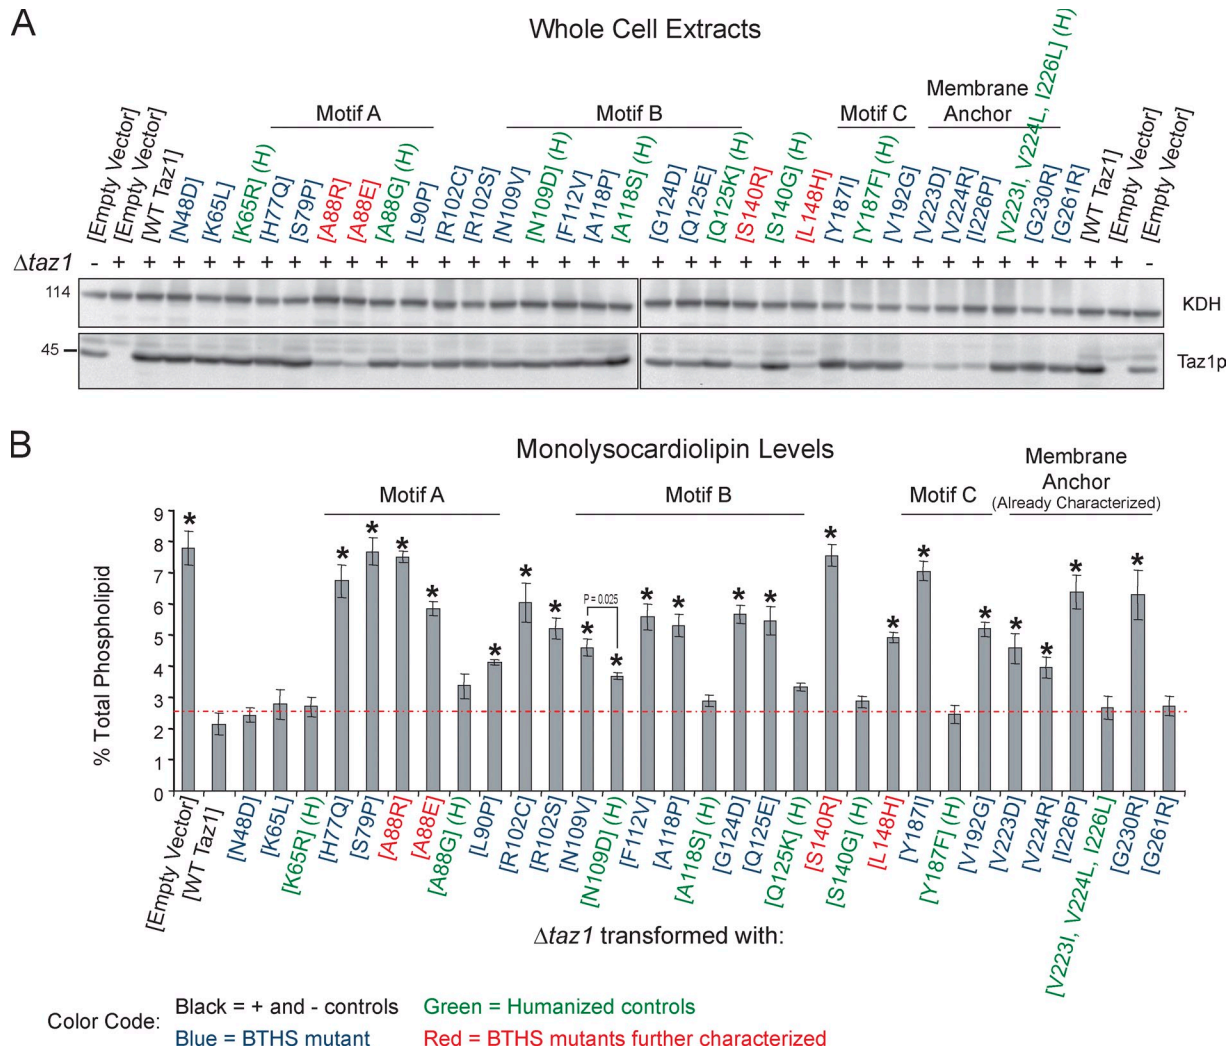 A
Whole Cell Extracts
Motif A
Motif B
Motif C
Membrane
Anchor
[Empty Vector]
[Empty Vector]
[WT Taz1]
[N48D]
[K65L]
[K65R] (H)
[H77Q]
[S79P]
[A88R]
[A88E]
[A88G] (H)
[L90P]
[R102C]
[R102S]
[N109V]
[N109D] (H)
[F112V]
[A118P]
[A118S] (H)
[G124D]
[Q125E]
[Q125K] (H)
[S140R]
[S140G] (H)
[L148H]
[Y187I]
[Y187F] (H)
[V192G]
[V223D]
[V224R]
[I226P]
[V223I, V224L, I226L] (H)
[G230R]
[G261R]
[WT Taz1]
[Empty Vector]
[Empty Vector]
Δtaz1 - + + + + + + + + + + + + + + + + + + + + + + + + + + + + + + + + + + -
114
KDH
45
Taz1p
B
Monolysocardiolipin Levels
Motif A
Motif B
Motif C
Membrane
Anchor
(Already Characterized)
% Total Phospholipid
9
8
7
6
5
4
3
2
1
0
* * * * * * * * * * * * * * * * * * * * * *
P = 0.025
[Empty Vector]
[WT Taz1]
[N48D]
[K65L]
[K65R] (H)
[H77Q]
[S79P]
[A88R]
[A88E]
[A88G] (H)
[L90P]
[R102C]
[R102S]
[N109V]
[N109D] (H)
[F112V]
[A118P]
[A118S] (H)
[G124D]
[Q125E]
[Q125K] (H)
[S140R]
[S140G] (H)
[L148H]
[Y187I]
[Y187F] (H)
[V192G]
[V223D]
[V224R]
[I226P]
[V223I, V224L, I226L] (H)
[G230R]
[G261R]
Δtaz1 transformed with:
Color Code:
Black = + and - controls
Green = Humanized controls
Blue = BTHS mutant
Red = BTHS mutants further characterized